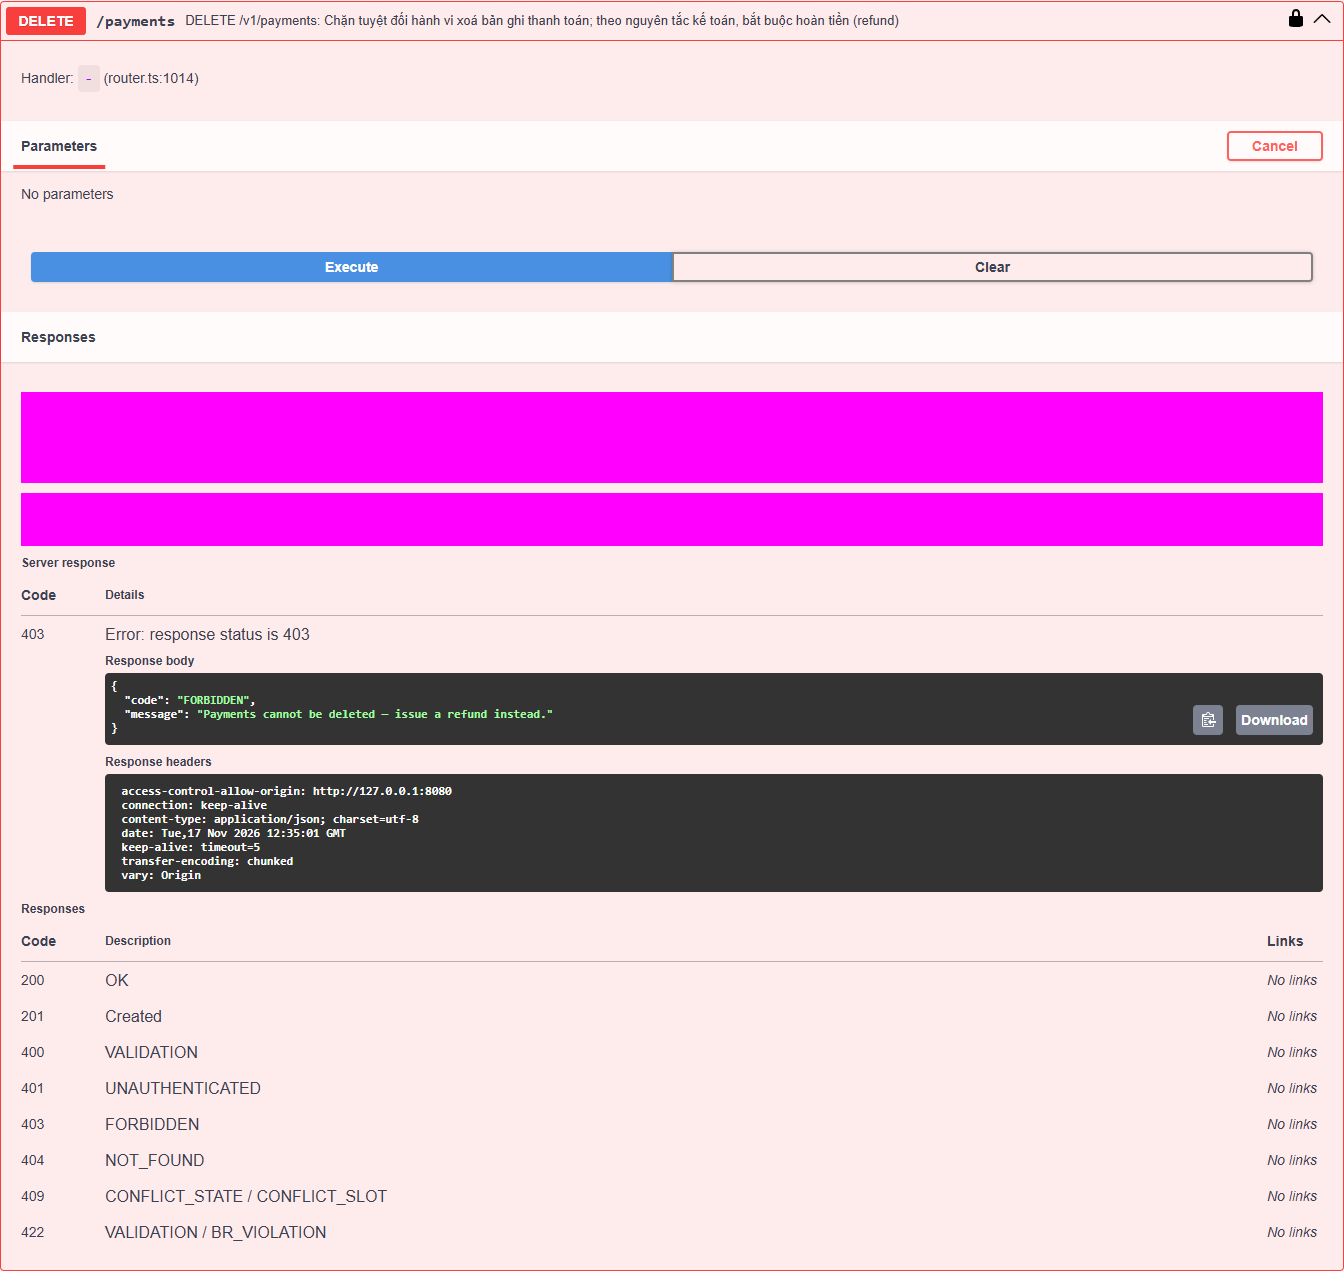 DELETE /payments DELETE /v1/payments: Chặn tuyệt đối hành vi xoá bản ghi thanh toán; theo nguyên tắc kế toán, bắt buộc hoàn tiền (refund)
Handler: - (router.ts:1014)
Parameters Cancel
No parameters
Execute Clear
Responses
Server response
Code Details
403 Error: response status is 403
Response body
{
"code": "FORBIDDEN",
"message": "Payments cannot be deleted — issue a refund instead."
}
Download
Response headers
access-control-allow-origin: http://127.0.0.1:8080
connection: keep-alive
content-type: application/json; charset=utf-8
date: Tue,17 Nov 2026 12:35:01 GMT
keep-alive: timeout=5
transfer-encoding: chunked
vary: Origin
Responses
Code Description Links
200 OK No links
201 Created No links
400 VALIDATION No links
401 UNAUTHENTICATED No links
403 FORBIDDEN No links
404 NOT_FOUND No links
409 CONFLICT_STATE / CONFLICT_SLOT No links
422 VALIDATION / BR_VIOLATION No links